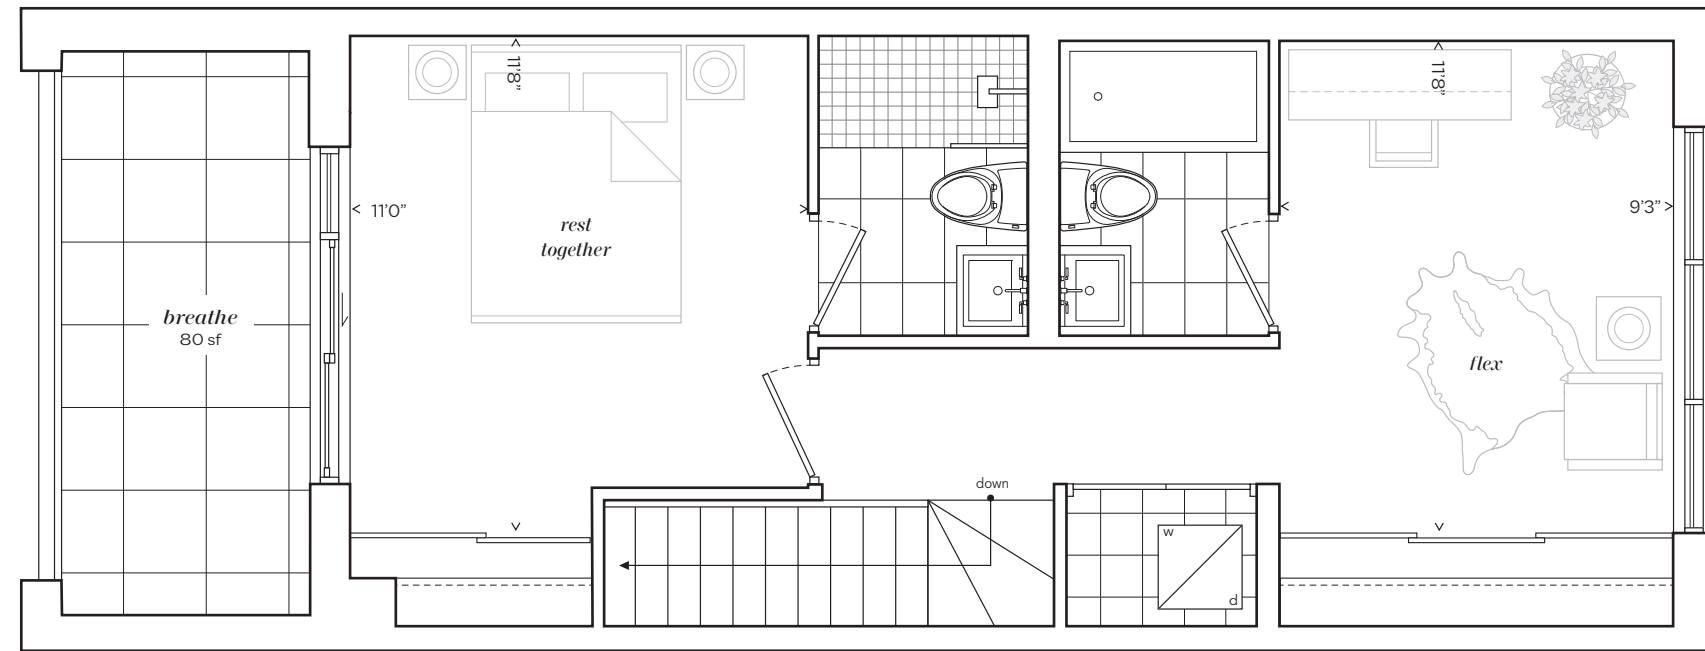 11'8"
11'8"
11'0"
9'3"
rest
together
breathe
80 sf
flex
down
w
d